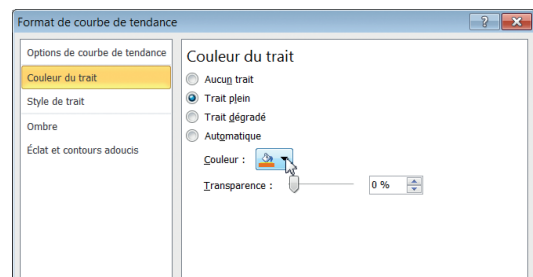 Format de courbe de tendance
Options de courbe de tendance
Couleur du trait
Style de trait
Ombre
Éclat et contours adoucis
Couleur du trait
Aucun trait
Trait plein
Trait dégradé
Automatique
Couleur :
Transparence :
0 %